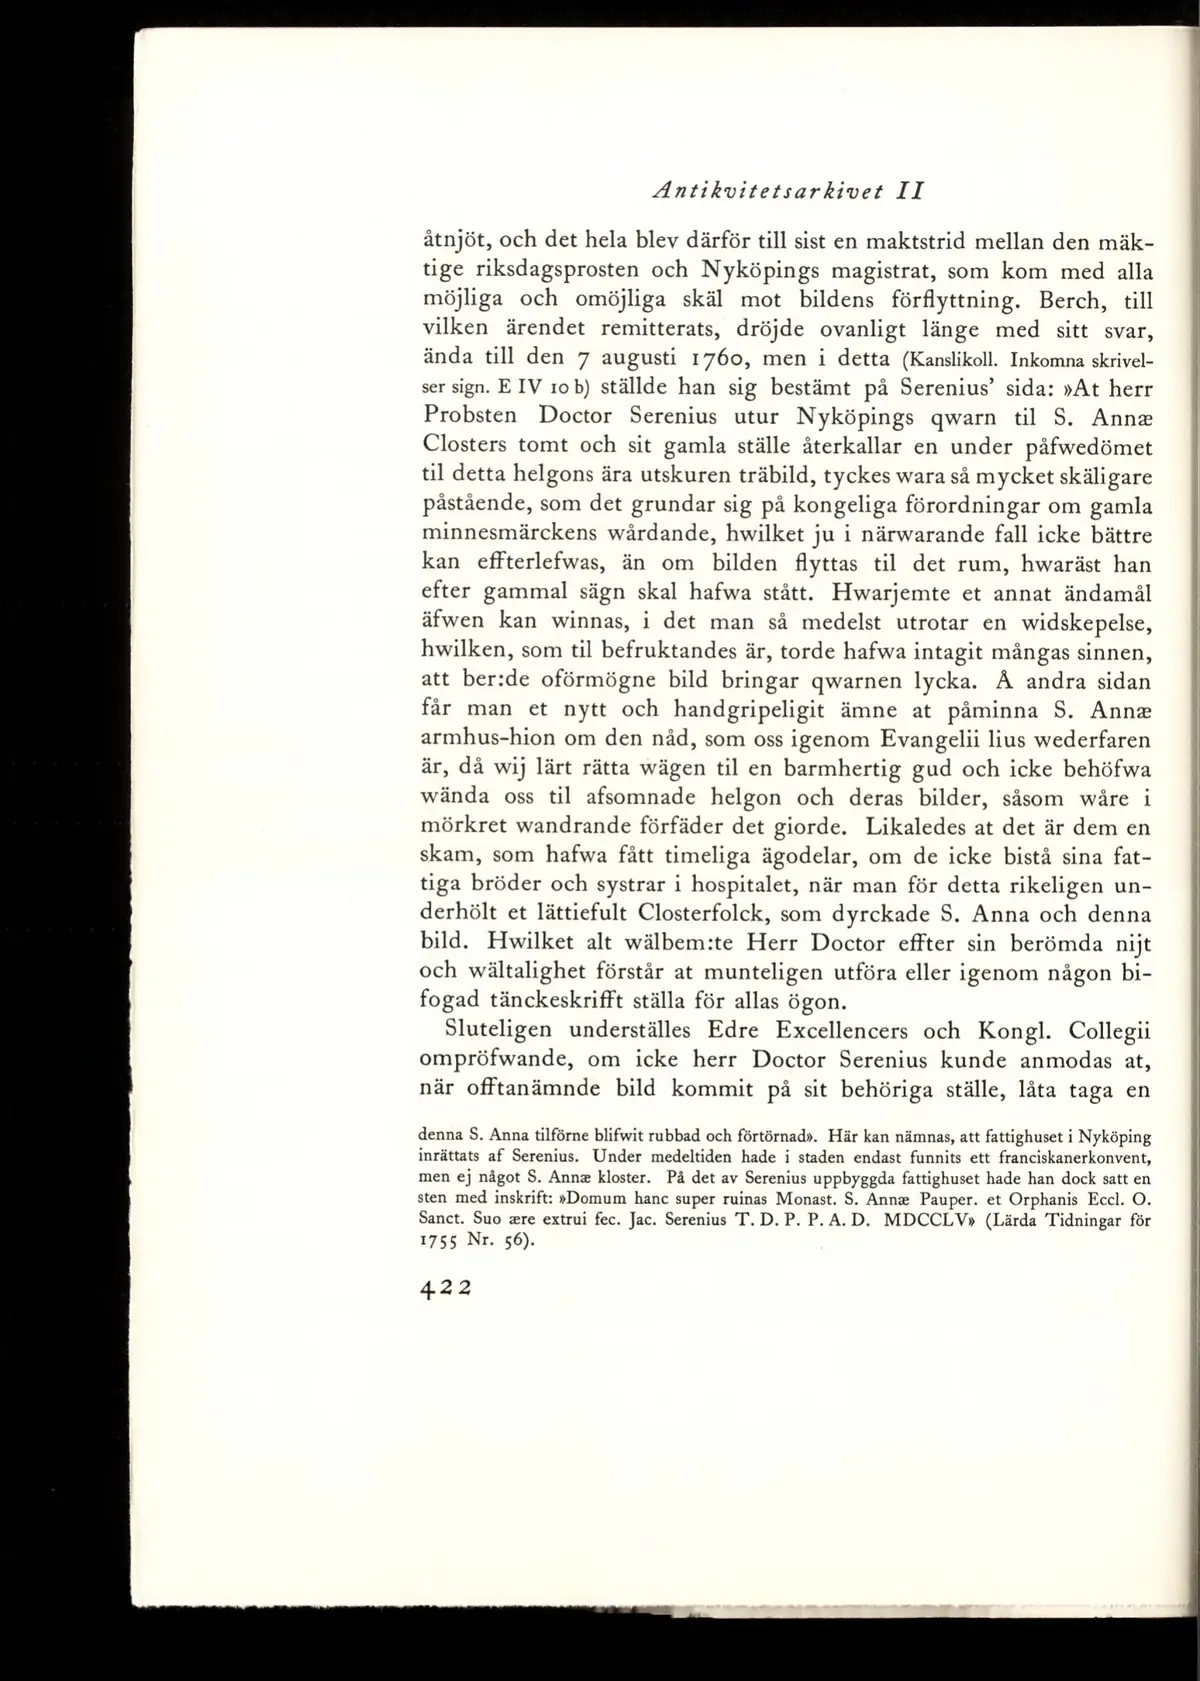 Antikvitetsarkivet II
åtnjöt, och det hela blev därför till sist en maktstrid mellan den mäk-
tige riksdagsprosten och Nyköpings magistrat, som kom med alla
möjliga och omöjliga skäl mot bildens förflyttning. Berch, till
vilken ärendet remitterats, dröjde ovanligt länge med sitt svar,
ända till den 7 augusti 1760, men i detta (Kanslikoll. Inkomna skrivel-
ser sign. E IV 10 b) ställde han sig bestämt på Serenius’ sida: »At herr
Probsten Doctor Serenius utur Nyköpings qwarn til S. Annæ
Closters tomt och sit gamla ställe återkallar en under påfwedömet
til detta helgons ära utskuren träbild, tyckes wara så mycket skäligare
påstående, som det grundar sig på kongeliga förordningar om gamla
minnesmärckens wårdande, hwilket ju i närwarande fall icke bättre
kan effterlefwas, än om bilden flyttas til det rum, hwaräst han
efter gammal sägn skal hafwa stått. Hwarjemte et annat ändamål
äfwen kan winnas, i det man så medelst utrotar en widskepelse,
hwilken, som til befruktandes är, torde hafwa intagit mångas sinnen,
att ber:de oförmögne bild bringar qwarnen lycka. Å andra sidan
får man et nytt och handgripeligit ämne at påminna S. Annæ
armhus-hion om den nåd, som oss igenom Evangelii lius wederfaren
är, då wij lärt rätta wägen til en barmhertig gud och icke behöfwa
wända oss til afsomnade helgon och deras bilder, såsom wåre i
mörkret wandrande förfäder det giorde. Likaledes at det är dem en
skam, som hafwa fått timeliga ägodelar, om de icke bistå sina fat-
tiga bröder och systrar i hospitalet, när man för detta rikeligen un-
derhölt et lättiefult Closterfolck, som dyrckade S. Anna och denna
bild. Hwilket alt wälbem:te Herr Doctor effter sin berömda nijt
och wältalighet förstår at munteligen utföra eller igenom någon bi-
fogad tänckeskrifft ställa för allas ögon.
Sluteligen underställes Edre Excellencers och Kongl. Collegii
ompröfwande, om icke herr Doctor Serenius kunde anmodas at,
när offtanämnde bild kommit på sit behöriga ställe, låta taga en
denna S. Anna tilförne blifwit rubbad och förtörnad». Här kan nämnas, att fattighuset i Nyköping
inrättats af Serenius. Under medeltiden hade i staden endast funnits ett franciskanerkonvent,
men ej något S. Annæ kloster. På det av Serenius uppbyggda fattighuset hade han dock satt en
sten med inskrift: »Domum hanc super ruinas Monast. S. Annæ Pauper. et Orphanis Eccl. O.
Sanct. Suo ære extrui fec. Jac. Serenius T. D. P. P. A. D. MDCCLV» (Lärda Tidningar för
1755 Nr. 56).
422